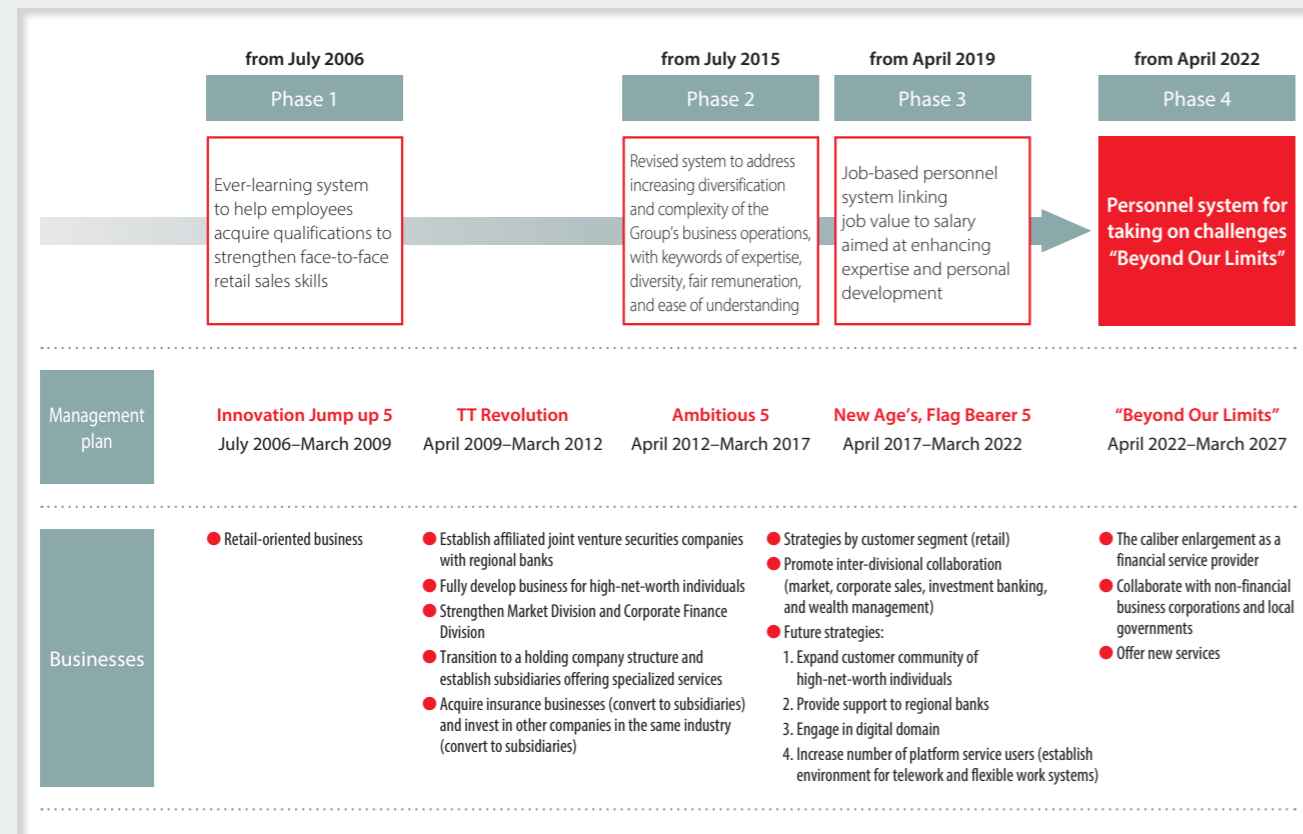 from July 2006
Phase 1
Ever-learning system
to help employees
acquire qualifications to
strengthen face-to-face
retail sales skills
from July 2015
Phase 2
Revised system to address
increasing diversification
and complexity of the
Group's business operations,
with keywords of expertise,
diversity, fair remuneration,
and ease of understanding
from April 2019
Phase 3
Job-based personnel
system linking
job value to salary
aimed at enhancing
expertise and personal
development
from April 2022
Phase 4
Personnel system for
taking on challenges
“Beyond Our Limits”
Management
plan
Innovation Jump up 5
July 2006–March 2009
TT Revolution
April 2009–March 2012
Ambitious 5
April 2012–March 2017
New Age's, Flag Bearer 5
April 2017–March 2022
“Beyond Our Limits”
April 2022–March 2027
Businesses
● Retail-oriented business
● Establish affiliated joint venture securities companies
with regional banks
● Fully develop business for high-net-worth individuals
● Strengthen Market Division and Corporate Finance
Division
● Transition to a holding company structure and
establish subsidiaries offering specialized services
● Acquire insurance businesses (convert to subsidiaries)
and invest in other companies in the same industry
(convert to subsidiaries)
● Strategies by customer segment (retail)
● Promote inter-divisional collaboration
(market, corporate sales, investment banking,
and wealth management)
● Future strategies:
1. Expand customer community of
high-net-worth individuals
2. Provide support to regional banks
3. Engage in digital domain
4. Increase number of platform service users (establish
environment for telework and flexible work systems)
● The caliber enlargement as a
financial service provider
● Collaborate with non-financial
business corporations and local
governments
● Offer new services